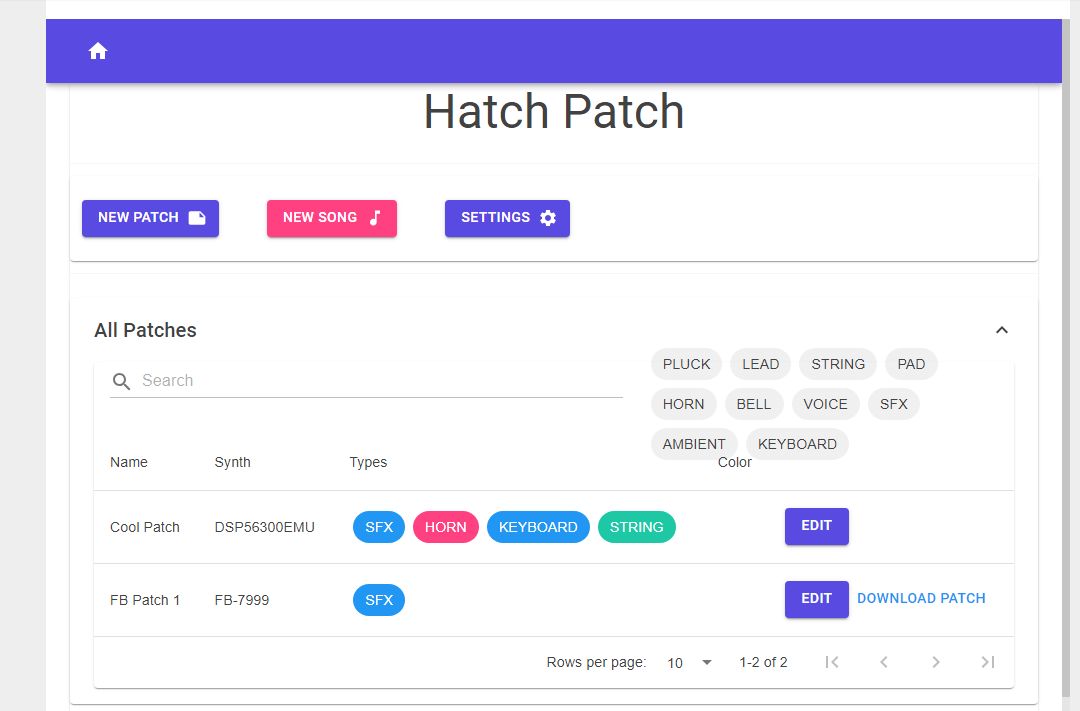 Hatch Patch
NEW PATCH NEW SONG SETTINGS
All Patches
Search
PLUCK LEAD STRING PAD
HORN BELL VOICE SFX
AMBIENT KEYBOARD
Name Synth Types Color
Cool Patch DSP56300EMU SFX HORN KEYBOARD STRING EDIT
FB Patch 1 FB-7999 SFX EDIT DOWNLOAD PATCH
Rows per page: 10 1-2 of 2